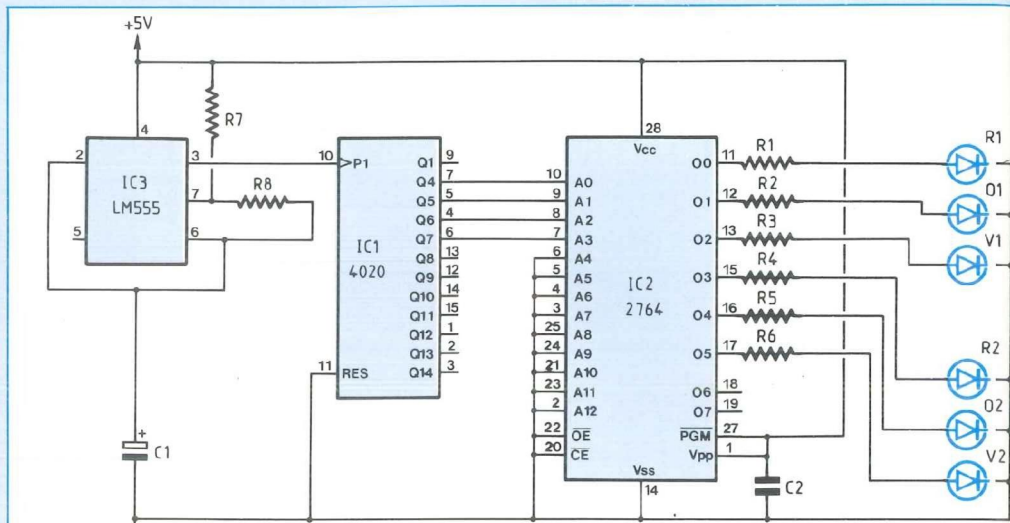 +5V
R7
4
2
3
IC3
LM555
7
R8
5
6
10
>P1
Q1
9
Q4
7
Q5
5
Q6
4
Q7
6
Q8
13
Q9
12
Q10
14
Q11
15
Q12
1
Q13
2
Q14
3
IC1
4020
11
RES
C1
+
28
Vcc
10
A0
9
A1
8
A2
7
A3
6
A4
5
A5
4
A6
3
A7
25
A8
24
A9
21
A10
23
A11
2
A12
22
OE
20
CE
IC2
2764
O0
11
R1
O1
12
R2
O2
13
R3
O3
15
R4
O4
16
R5
O5
17
R6
O6
18
O7
19
PGM
27
Vpp
1
Vss
14
C2
R1
O1
V1
R2
O2
V2